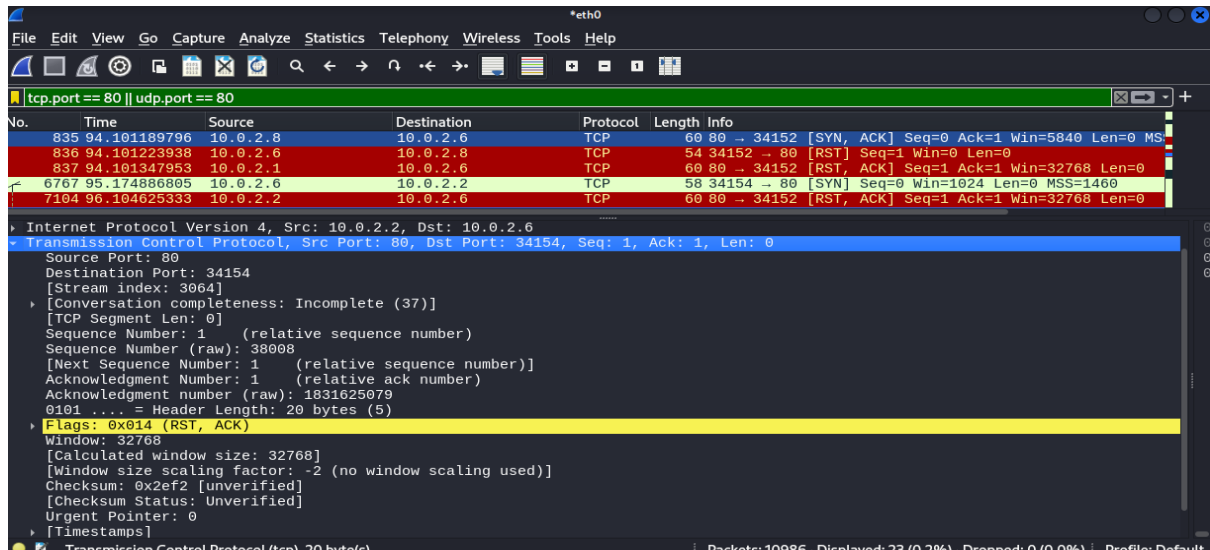 *eth0
File Edit View Go Capture Analyze Statistics Telephony Wireless Tools Help
tcp.port == 80 || udp.port == 80
No. Time Source Destination Protocol Length Info
835 94.101189796 10.0.2.8 10.0.2.6 TCP 60 80 → 34152 [SYN, ACK] Seq=0 Ack=1 Win=5840 Len=0 MS
836 94.101223938 10.0.2.6 10.0.2.8 TCP 54 34152 → 80 [RST] Seq=1 Win=0 Len=0
837 94.101347953 10.0.2.1 10.0.2.6 TCP 60 80 → 34152 [RST, ACK] Seq=1 Ack=1 Win=32768 Len=0
6767 95.174886805 10.0.2.6 10.0.2.2 TCP 58 34154 → 80 [SYN] Seq=0 Win=1024 Len=0 MSS=1460
7104 96.104625333 10.0.2.2 10.0.2.6 TCP 60 80 → 34152 [RST, ACK] Seq=1 Ack=1 Win=32768 Len=0
Internet Protocol Version 4, Src: 10.0.2.2, Dst: 10.0.2.6
Transmission Control Protocol, Src Port: 80, Dst Port: 34154, Seq: 1, Ack: 1, Len: 0
Source Port: 80
Destination Port: 34154
[Stream index: 3064]
[Conversation completeness: Incomplete (37)]
[TCP Segment Len: 0]
Sequence Number: 1 (relative sequence number)
Sequence Number (raw): 38008
[Next Sequence Number: 1 (relative sequence number)]
Acknowledgment Number: 1 (relative ack number)
Acknowledgment number (raw): 1831625079
0101 .... = Header Length: 20 bytes (5)
Flags: 0x014 (RST, ACK)
Window: 32768
[Calculated window size: 32768]
[Window size scaling factor: -2 (no window scaling used)]
Checksum: 0x2ef2 [unverified]
[Checksum Status: Unverified]
Urgent Pointer: 0
[Timestamps]
Transmission Control Protocol (tcp), 20 byte(s) Packets: 10986 Displayed: 23 (0.2%) Dropped: 0 (0.0%) Profile: Default